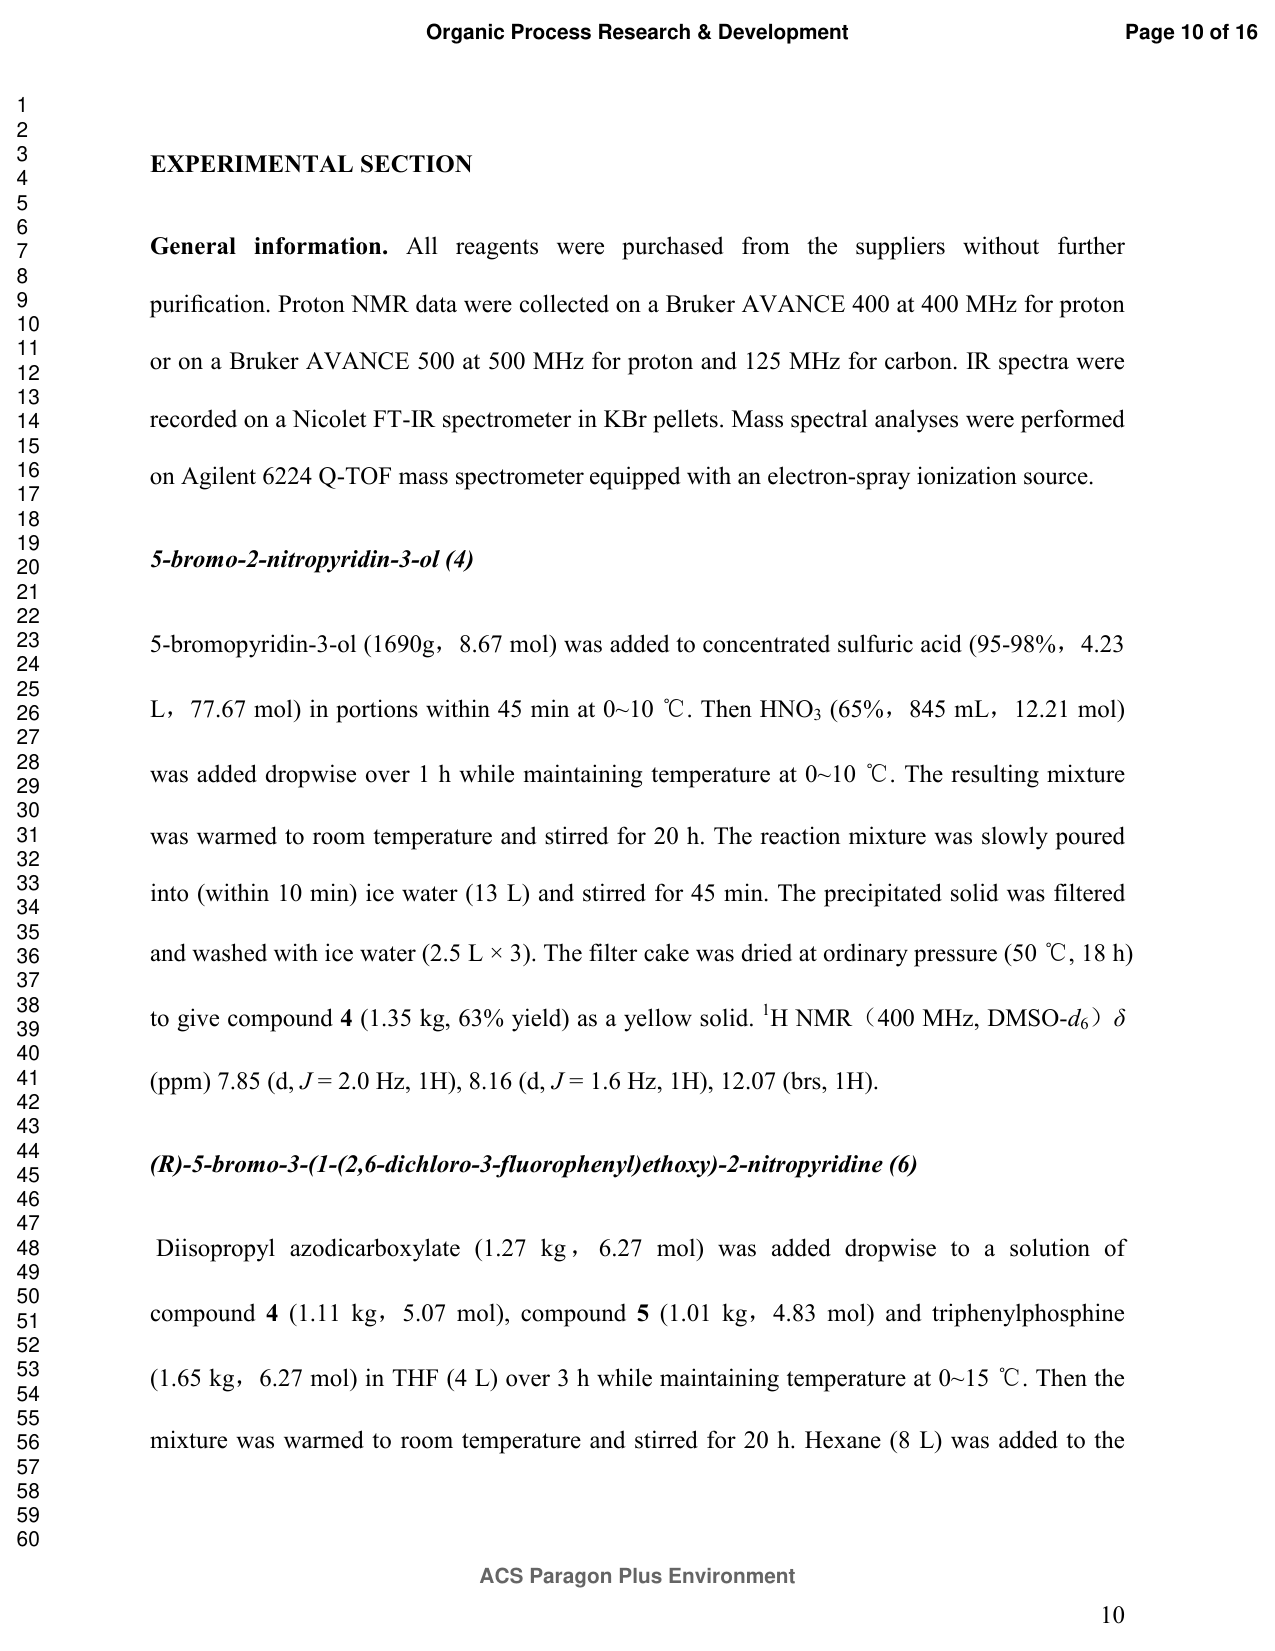 Organic Process Research & Development
Page 10 of 16
1
2
3
4
5
6
7
8
9
10
11
12
13
14
15
16
17
18
19
20
21
22
23
24
25
26
27
28
29
30
31
32
33
34
35
36
37
38
39
40
41
42
43
44
45
46
47
48
49
50
51
52
53
54
55
56
57
58
59
60
EXPERIMENTAL SECTION
General information. All reagents were purchased from the suppliers without further
purification. Proton NMR data were collected on a Bruker AVANCE 400 at 400 MHz for proton
or on a Bruker AVANCE 500 at 500 MHz for proton and 125 MHz for carbon. IR spectra were
recorded on a Nicolet FT-IR spectrometer in KBr pellets. Mass spectral analyses were performed
on Agilent 6224 Q-TOF mass spectrometer equipped with an electron-spray ionization source.
5-bromo-2-nitropyridin-3-ol (4)
5-bromopyridin-3-ol (1690g，8.67 mol) was added to concentrated sulfuric acid (95-98%，4.23
L，77.67 mol) in portions within 45 min at 0~10 ℃. Then HNO₃ (65%，845 mL，12.21 mol)
was added dropwise over 1 h while maintaining temperature at 0~10 ℃. The resulting mixture
was warmed to room temperature and stirred for 20 h. The reaction mixture was slowly poured
into (within 10 min) ice water (13 L) and stirred for 45 min. The precipitated solid was filtered
and washed with ice water (2.5 L × 3). The filter cake was dried at ordinary pressure (50 ℃, 18 h)
to give compound 4 (1.35 kg, 63% yield) as a yellow solid. ¹H NMR（400 MHz, DMSO-d₆）δ
(ppm) 7.85 (d, J = 2.0 Hz, 1H), 8.16 (d, J = 1.6 Hz, 1H), 12.07 (brs, 1H).
(R)-5-bromo-3-(1-(2,6-dichloro-3-fluorophenyl)ethoxy)-2-nitropyridine (6)
Diisopropyl azodicarboxylate (1.27 kg， 6.27 mol) was added dropwise to a solution of
compound 4 (1.11 kg，5.07 mol), compound 5 (1.01 kg，4.83 mol) and triphenylphosphine
(1.65 kg，6.27 mol) in THF (4 L) over 3 h while maintaining temperature at 0~15 ℃. Then the
mixture was warmed to room temperature and stirred for 20 h. Hexane (8 L) was added to the
ACS Paragon Plus Environment
10